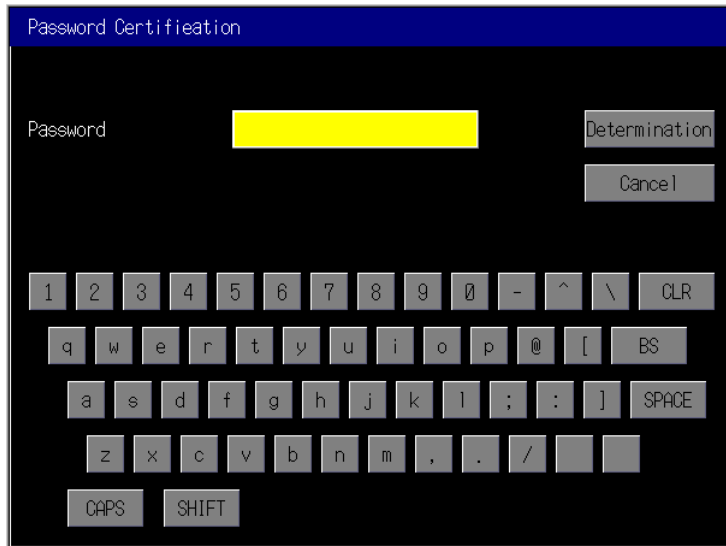 Password Certifieation
Password Determination
Cancel
1 2 3 4 5 6 7 8 9 0 - ^ \ CLR
q w e r t y u i o p @ [ BS
a s d f g h j k l ; : ] SPACE
z x c v b n m , . /
CAPS SHIFT